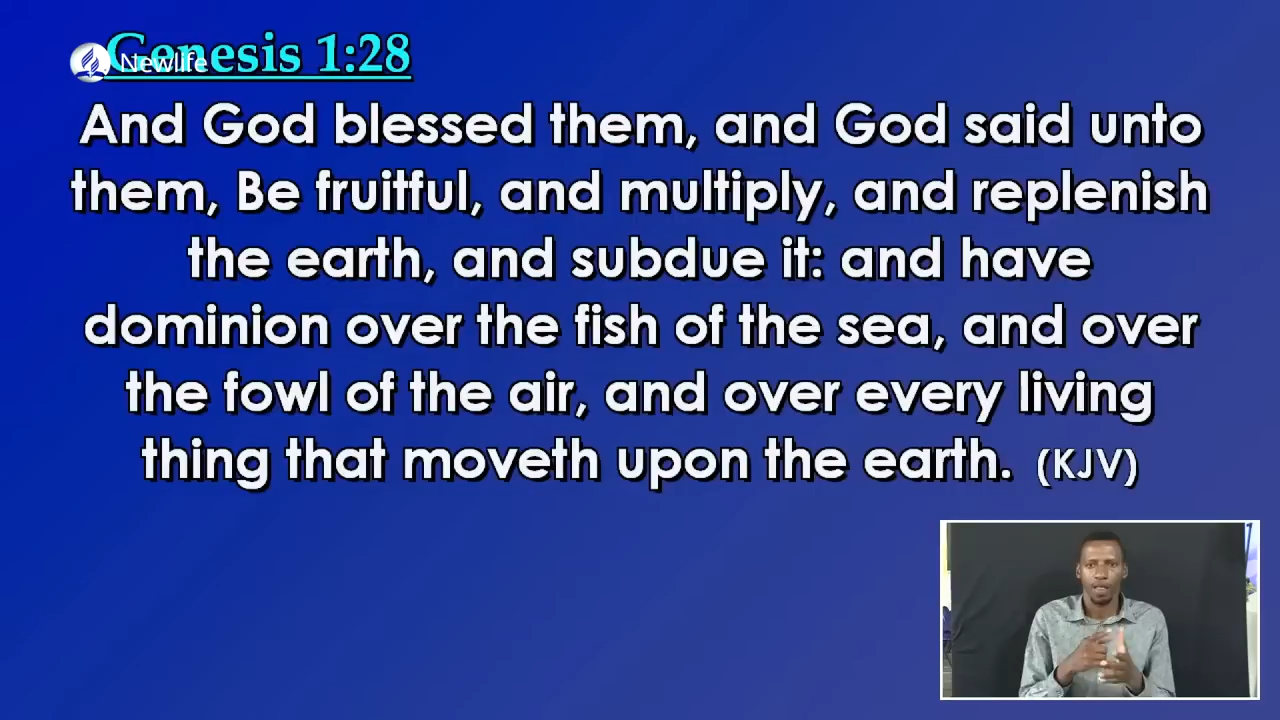 Genesis 1:28
Newlife
And God blessed them, and God said unto
them, Be fruitful, and multiply, and replenish
the earth, and subdue it: and have
dominion over the fish of the sea, and over
the fowl of the air, and over every living
thing that moveth upon the earth. (KJV)